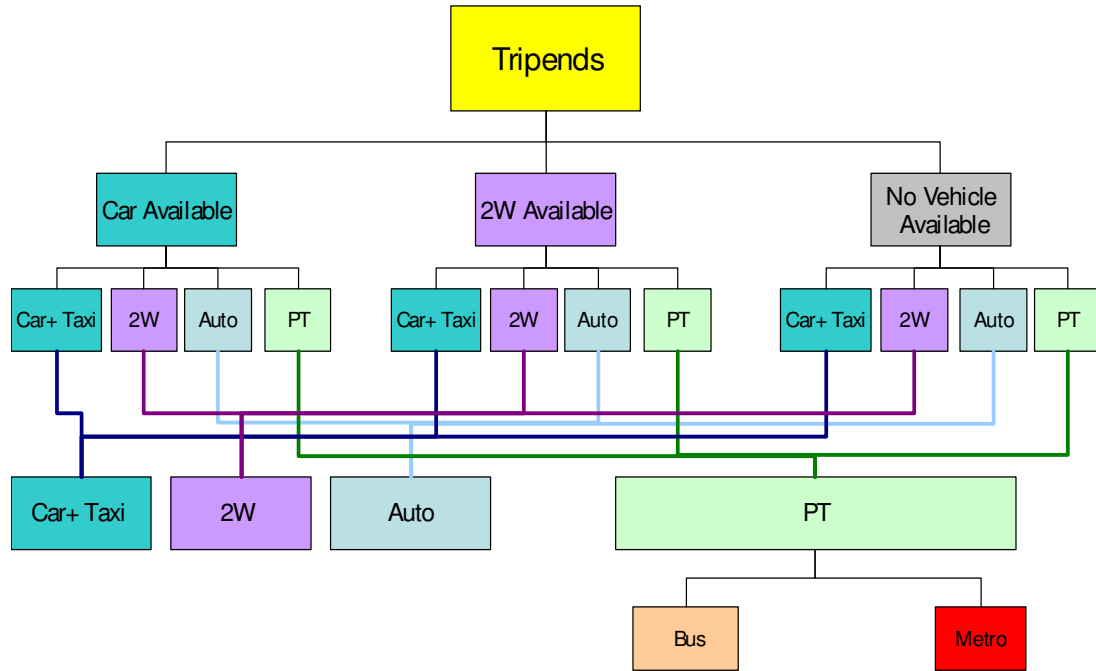 Tripends
Car Available
2W Available
No Vehicle
Available
Car+ Taxi
2W
Auto
PT
Car+ Taxi
2W
Auto
PT
Car+ Taxi
2W
Auto
PT
Car+ Taxi
2W
Auto
PT
Bus
Metro